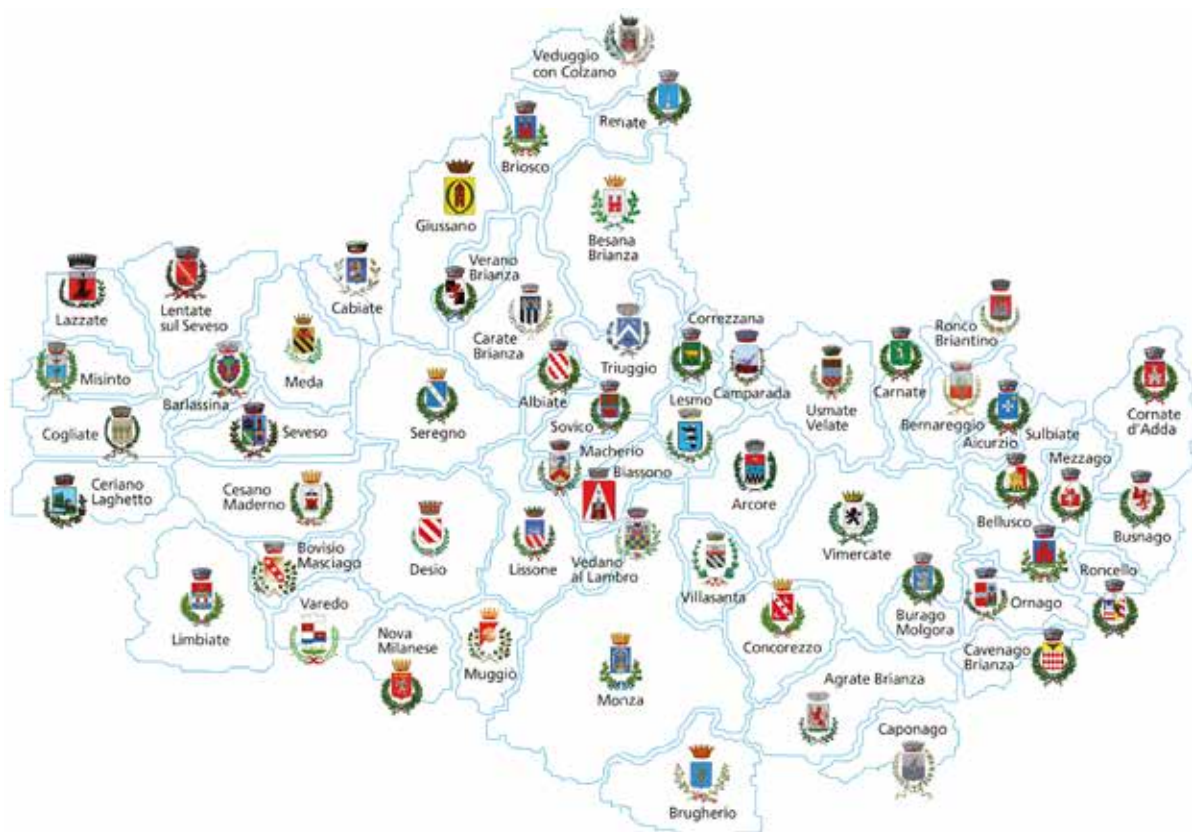 Veduggio
con Colzano
Renate
Briosco
Giussano
Besana
Brianza
Verano
Brianza
Cabiate
Lentate
sul Seveso
Lazzate
Carate
Brianza
Triuggio
Correzzana
Ronco
Briantino
Misinto
Meda
Barlassina
Seregno
Albiate
Lesmo
Camparada
Usmate
Velate
Carnate
Bernareggio
Aicurzio
Sulbiate
Cornate
d'Adda
Cogliate
Seveso
Sovico
Macherio
Biassono
Mezzago
Ceriano
Laghetto
Cesano
Maderno
Desio
Lissone
Vedano
al Lambro
Arcore
Vimercate
Bellusco
Busnago
Bovisio
Masciago
Limbiate
Varedo
Nova
Milanese
Muggiò
Villasanta
Concorezzo
Burago
Molgora
Ornago
Roncello
Cavenago
Brianza
Monza
Agrate Brianza
Caponago
Brugherio